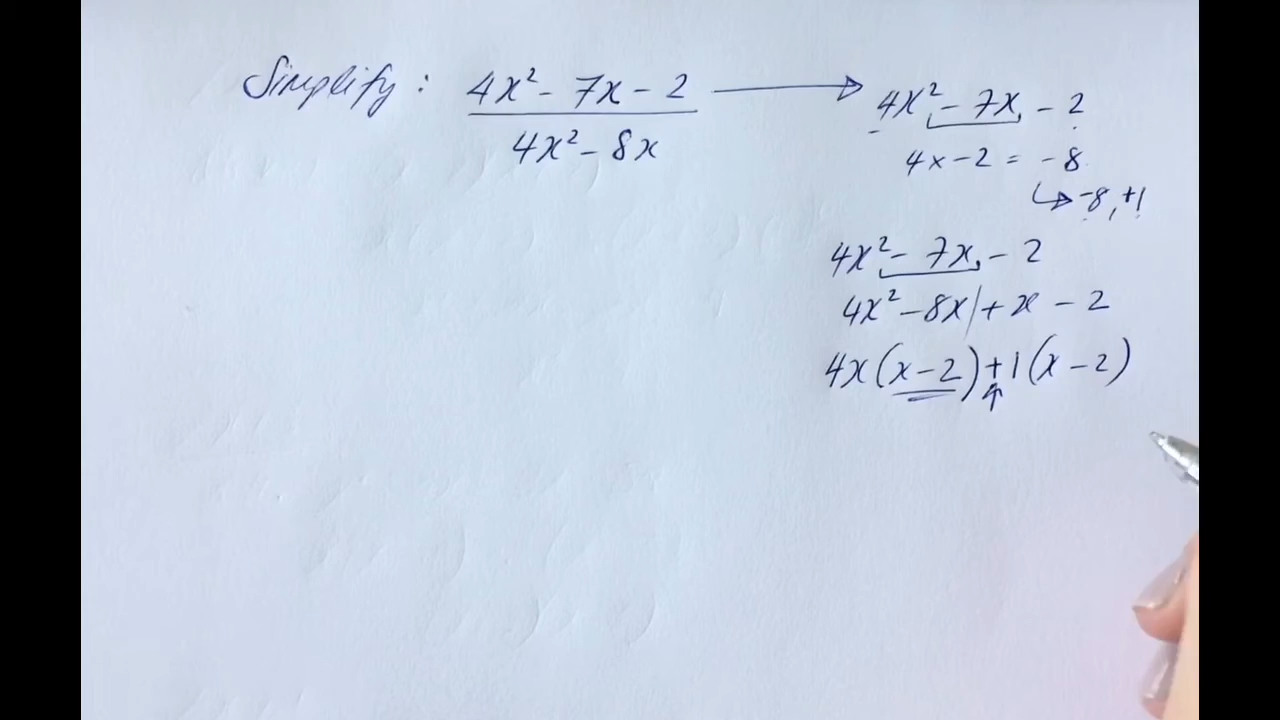 Simplify: 4x² - 7x - 2
4x² - 8x
4x² - 7x - 2
4 x -2 = -8
-8, +1
4x² - 7x - 2
4x² - 8x + x - 2
4x(x - 2) + 1(x - 2)